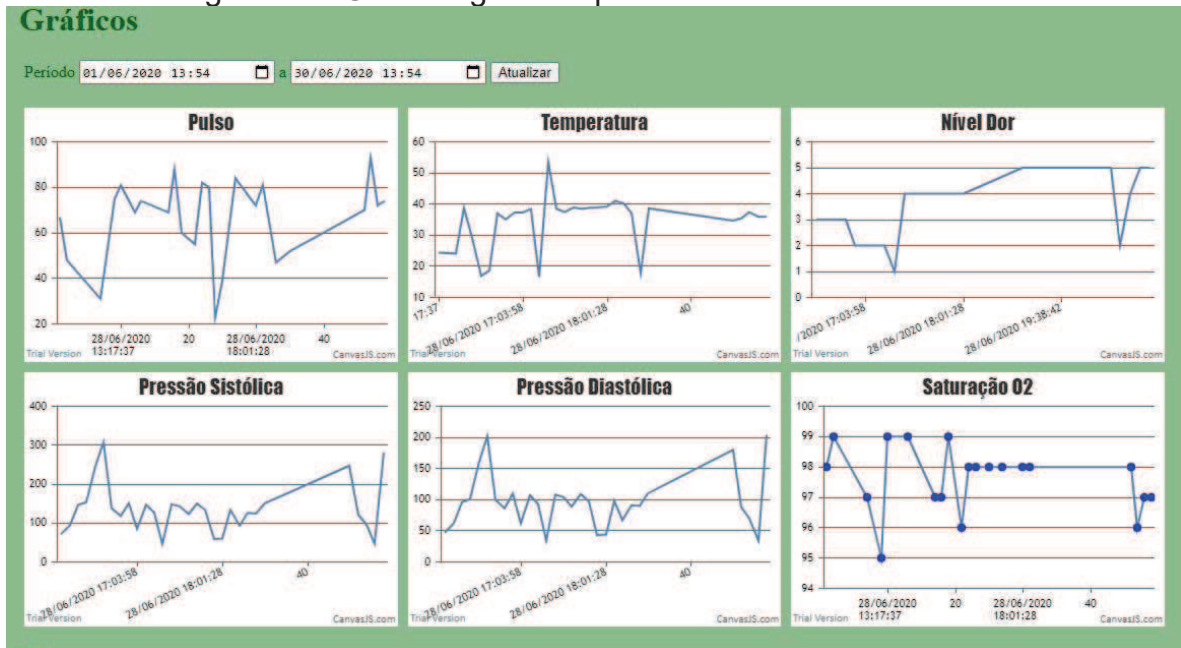 Gráficos
Período 01/06/2020 13:54 a 30/06/2020 13:54 Atualizar
Pulso
100
80
60
40
20
28/06/2020 13:17:37
20
28/06/2020 18:01:28
40
Trial Version
CanvasJS.com
Temperatura
60
50
40
30
20
10
17:37
28/06/2020 17:03:58
28/06/2020 18:01:28
40
Trial Version
CanvasJS.com
Nível Dor
6
5
4
3
2
1
0
/2020 17:03:58
28/06/2020 18:01:28
28/06/2020 19:38:42
Trial Version
CanvasJS.com
Pressão Sistólica
400
300
200
100
0
28/06/2020 17:03:58
28/06/2020 18:01:28
40
Trial Version
CanvasJS.com
Pressão Diastólica
250
200
150
100
50
0
28/06/2020 17:03:58
28/06/2020 18:01:28
40
Trial Version
CanvasJS.com
Saturação O2
100
99
98
97
96
95
94
28/06/2020 13:17:37
20
28/06/2020 18:01:28
40
Trial Version
CanvasJS.com